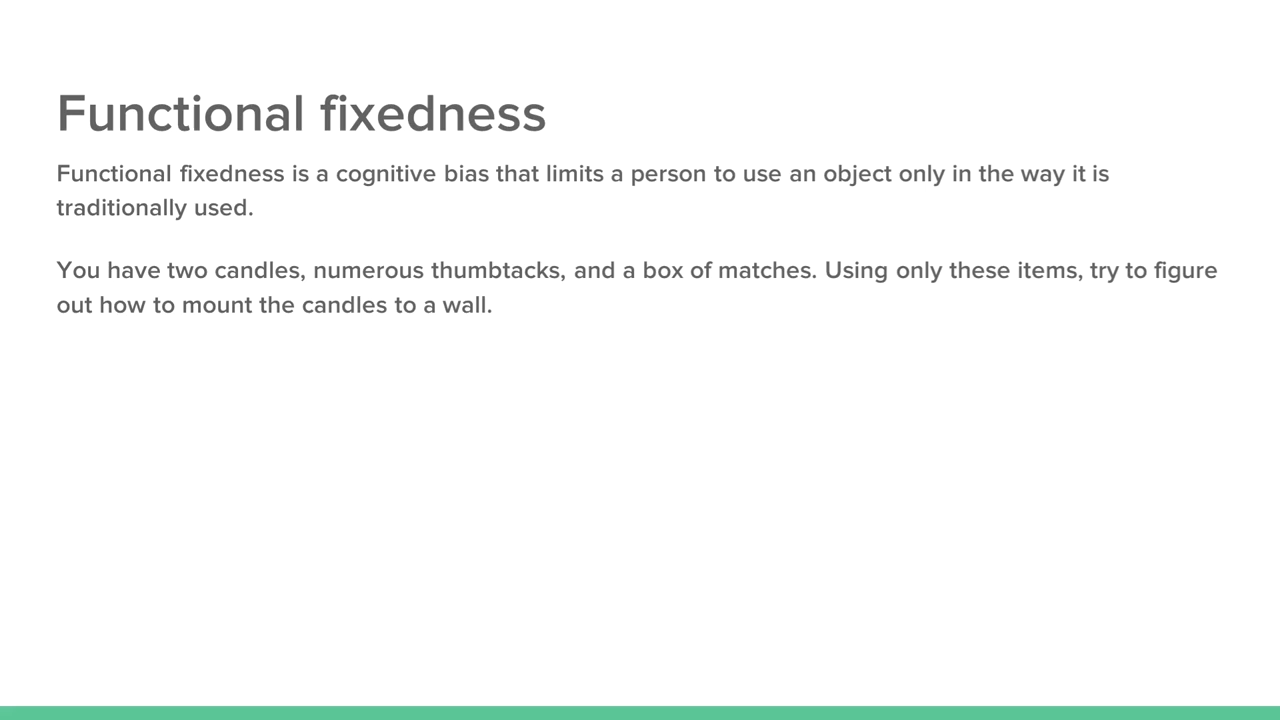 Functional fixedness
Functional fixedness is a cognitive bias that limits a person to use an object only in the way it is
traditionally used.
You have two candles, numerous thumbtacks, and a box of matches. Using only these items, try to figure
out how to mount the candles to a wall.